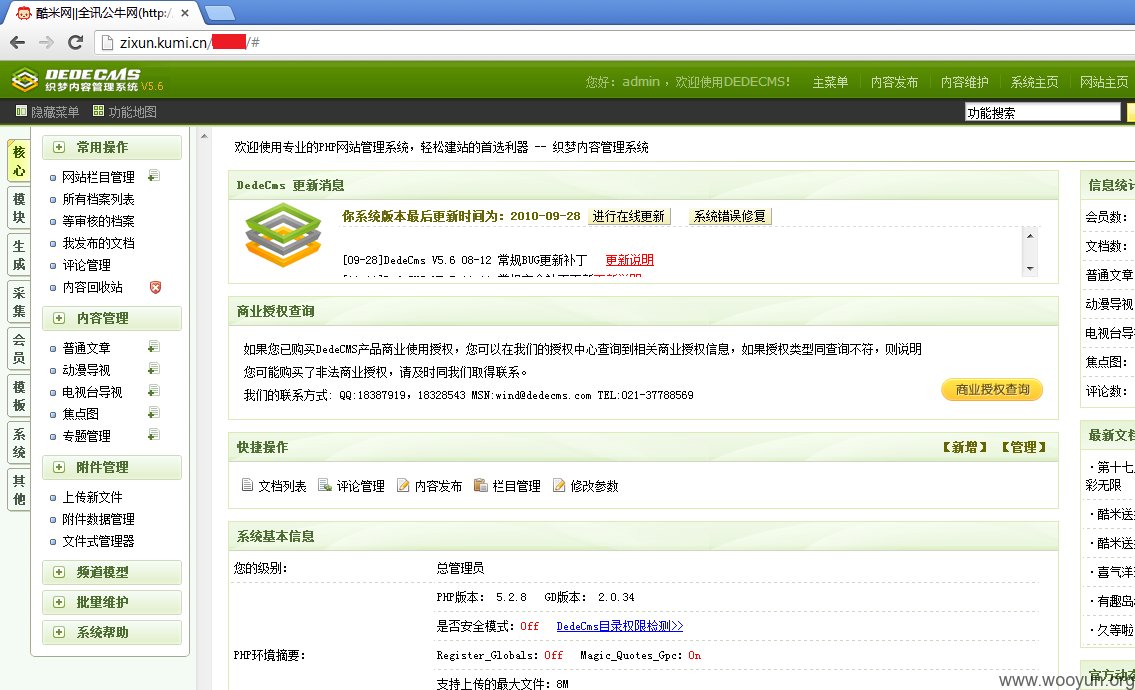 酷米网||全讯公牛网(http:/
zixun.kumi.cn/ /#
DEDECMS
织梦内容管理系统 V5.6
您好：admin ，欢迎使用DEDECMS! 主菜单 内容发布 内容维护 系统主页 网站主页
隐藏菜单 功能地图 功能搜索
核心
模块
生成
采集
会员
模板
系统
其他
常用操作
网站栏目管理
所有档案列表
等审核的档案
我发布的文档
评论管理
内容回收站
内容管理
普通文章
动漫导视
电视台导视
焦点图
专题管理
附件管理
上传新文件
附件数据管理
文件式管理器
频道模型
批量维护
系统帮助
欢迎使用专业的PHP网站管理系统，轻松建站的首选利器 -- 织梦内容管理系统
DedeCms 更新消息
你系统版本最后更新时间为：2010-09-28 进行在线更新 系统错误修复
[09-28]DedeCms V5.6 08-12 常规BUG更新补丁 更新说明
商业授权查询
如果您已购买DedeCMS产品商业使用授权，您可以在我们的授权中心查询到相关商业授权信息，如果授权类型同查询不符，则说明
您可能购买了非法商业授权，请及时同我们取得联系。
我们的联系方式: QQ:18387919，18328543 MSN:wind@dedecms.com TEL:021-37788569
商业授权查询
快捷操作 【新增】 【管理】
文档列表 评论管理 内容发布 栏目管理 修改参数
系统基本信息
您的级别： 总管理员
PHP环境摘要：
PHP版本： 5.2.8 GD版本： 2.0.34
是否安全模式：Off DedeCms目录权限检测>>
Register_Globals：Off Magic_Quotes_Gpc：On
支持上传的最大文件：8M
信息统计
会员数：
文档数：
普通文章
动漫导视
电视台导
焦点图：
评论数：
最新文档
·第十七
彩无限
·酷米送
·酷米送
·喜气洋
·有趣岛
·久等啦
官方动态
www.wooyun.org